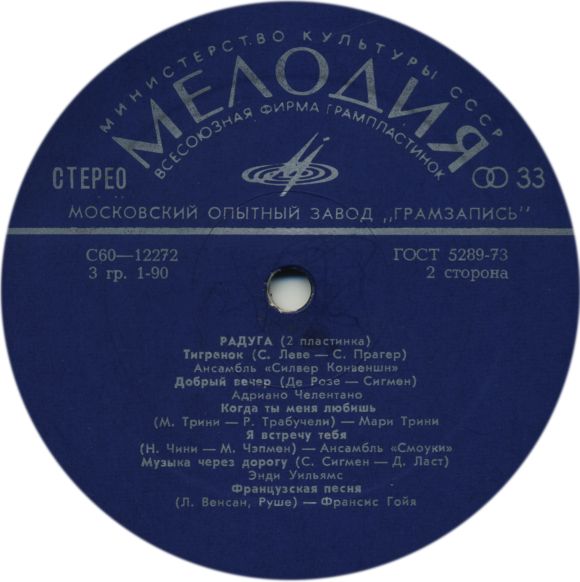 МИНИСТЕРСТВО КУЛЬТУРЫ СССР
МЕЛОДИЯ
ВСЕСОЮЗНАЯ ФИРМА ГРАМПЛАСТИНОК
СТЕРЕО
33
МОСКОВСКИЙ ОПЫТНЫЙ ЗАВОД „ГРАМЗАПИСЬ"
С60—12272
ГОСТ 5289-73
3 гр. 1-90
2 сторона
РАДУГА (2 пластинка)
Тигренок (С. Леве — С. Прагер)
Ансамбль «Силвер Конвеншн»
Добрый вечер (Де Розе — Сигмен)
Адриано Челентано
Когда ты меня любишь
(М. Трини — Р. Трабучели) — Мари Трини
Я встречу тебя
(Н. Чини — М. Чэпмен) — Ансамбль «Смоуки»
Музыка через дорогу (С. Сигмен — Д. Ласт)
Энди Уильямс
Французская песня
(Л. Венсан, Руше) — Франсис Гойя